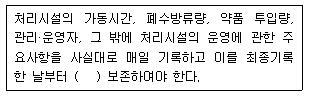 처리시설의 가동시간, 폐수방류량, 약품 투입량,
관리·운영자, 그 밖에 처리시설의 운영에 관한 주
요사항을 사실대로 매일 기록하고 이를 최종기록
한 날부터 (    ) 보존하여야 한다.